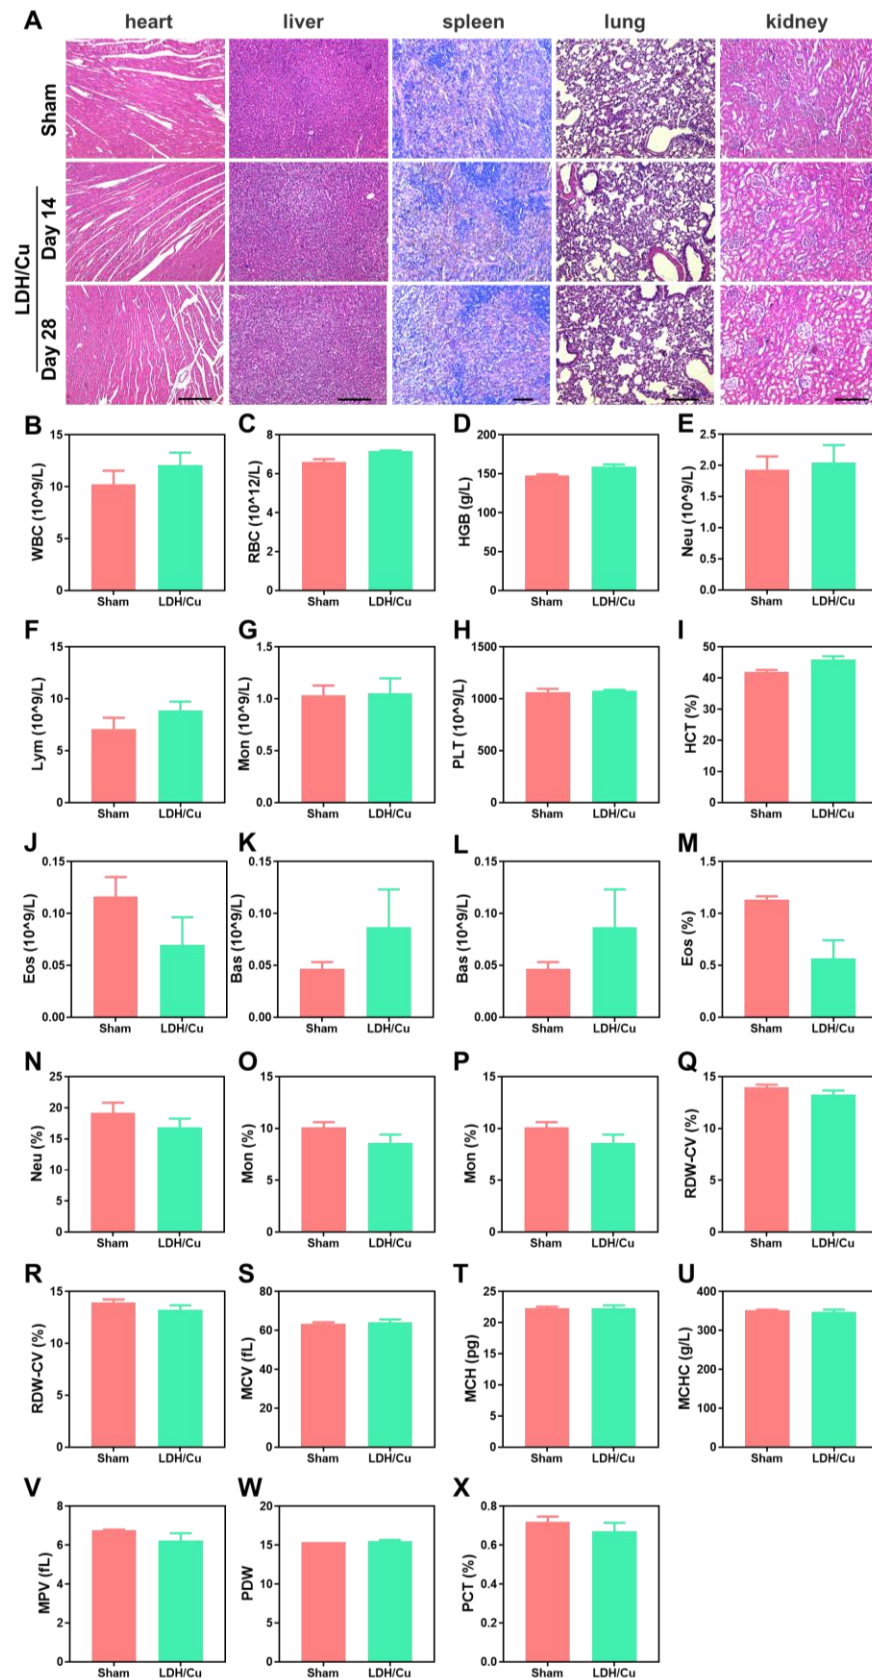 A heart liver spleen lung kidney
Sham
LDH/Cu
Day 14
Day 28
B C D E
15
10
5
0
WBC (10^9/L)
Sham LDH/Cu
8
6
4
2
0
RBC (10^12/L)
Sham LDH/Cu
200
150
100
50
0
HGB (g/L)
Sham LDH/Cu
2.5
2.0
1.5
1.0
0.5
0.0
Neu (10^9/L)
Sham LDH/Cu
F G H I
15
10
5
0
Lym (10^9/L)
Sham LDH/Cu
1.5
1.0
0.5
0.0
Mon (10^9/L)
Sham LDH/Cu
1500
1000
500
0
PLT (10^9/L)
Sham LDH/Cu
50
40
30
20
10
0
HCT (%)
Sham LDH/Cu
J K L M
0.15
0.10
0.05
0.00
Eos (10^9/L)
Sham LDH/Cu
0.15
0.10
0.05
0.00
Bas (10^9/L)
Sham LDH/Cu
0.15
0.10
0.05
0.00
Bas (10^9/L)
Sham LDH/Cu
1.5
1.0
0.5
0.0
Eos (%)
Sham LDH/Cu
N O P Q
25
20
15
10
5
0
Neu (%)
Sham LDH/Cu
15
10
5
0
Mon (%)
Sham LDH/Cu
15
10
5
0
Mon (%)
Sham LDH/Cu
15
10
5
0
RDW-CV (%)
Sham LDH/Cu
R S T U
15
10
5
0
RDW-CV (%)
Sham LDH/Cu
80
60
40
20
0
MCV (fL)
Sham LDH/Cu
25
20
15
10
5
0
MCH (pg)
Sham LDH/Cu
400
300
200
100
0
MCHC (g/L)
Sham LDH/Cu
V W X
8
6
4
2
0
MPV (fL)
Sham LDH/Cu
20
15
10
5
0
PDW
Sham LDH/Cu
0.8
0.6
0.4
0.2
0.0
PCT (%)
Sham LDH/Cu